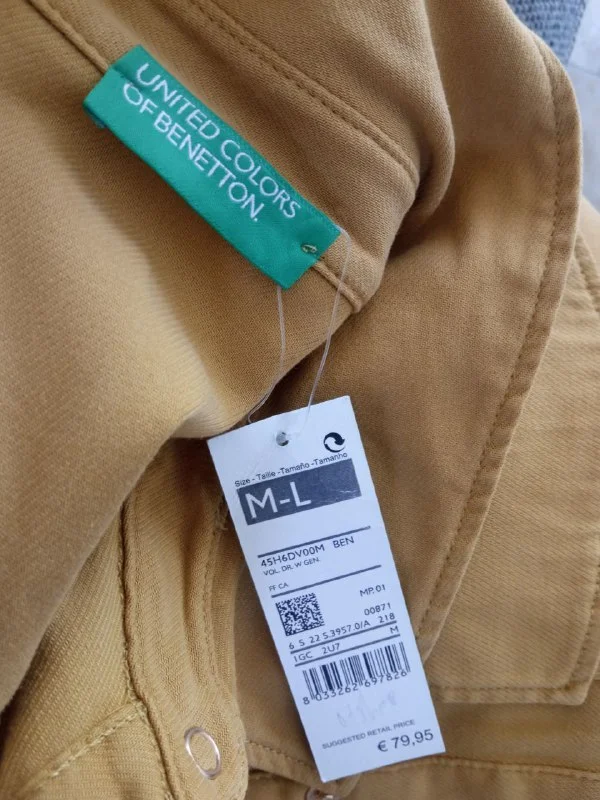 UNITED COLORS
OF BENETTON.
Size - Taille - Tamaño - Tamanho
M-L
45H6DV00M BEN
VOL. DR. W GEN.
FF CA
MP.01
00871
6 S 22 5.3957.0/A 218
IGC 2U7 M
8 033262 697826
SUGGESTED RETAIL PRICE
€ 79,95